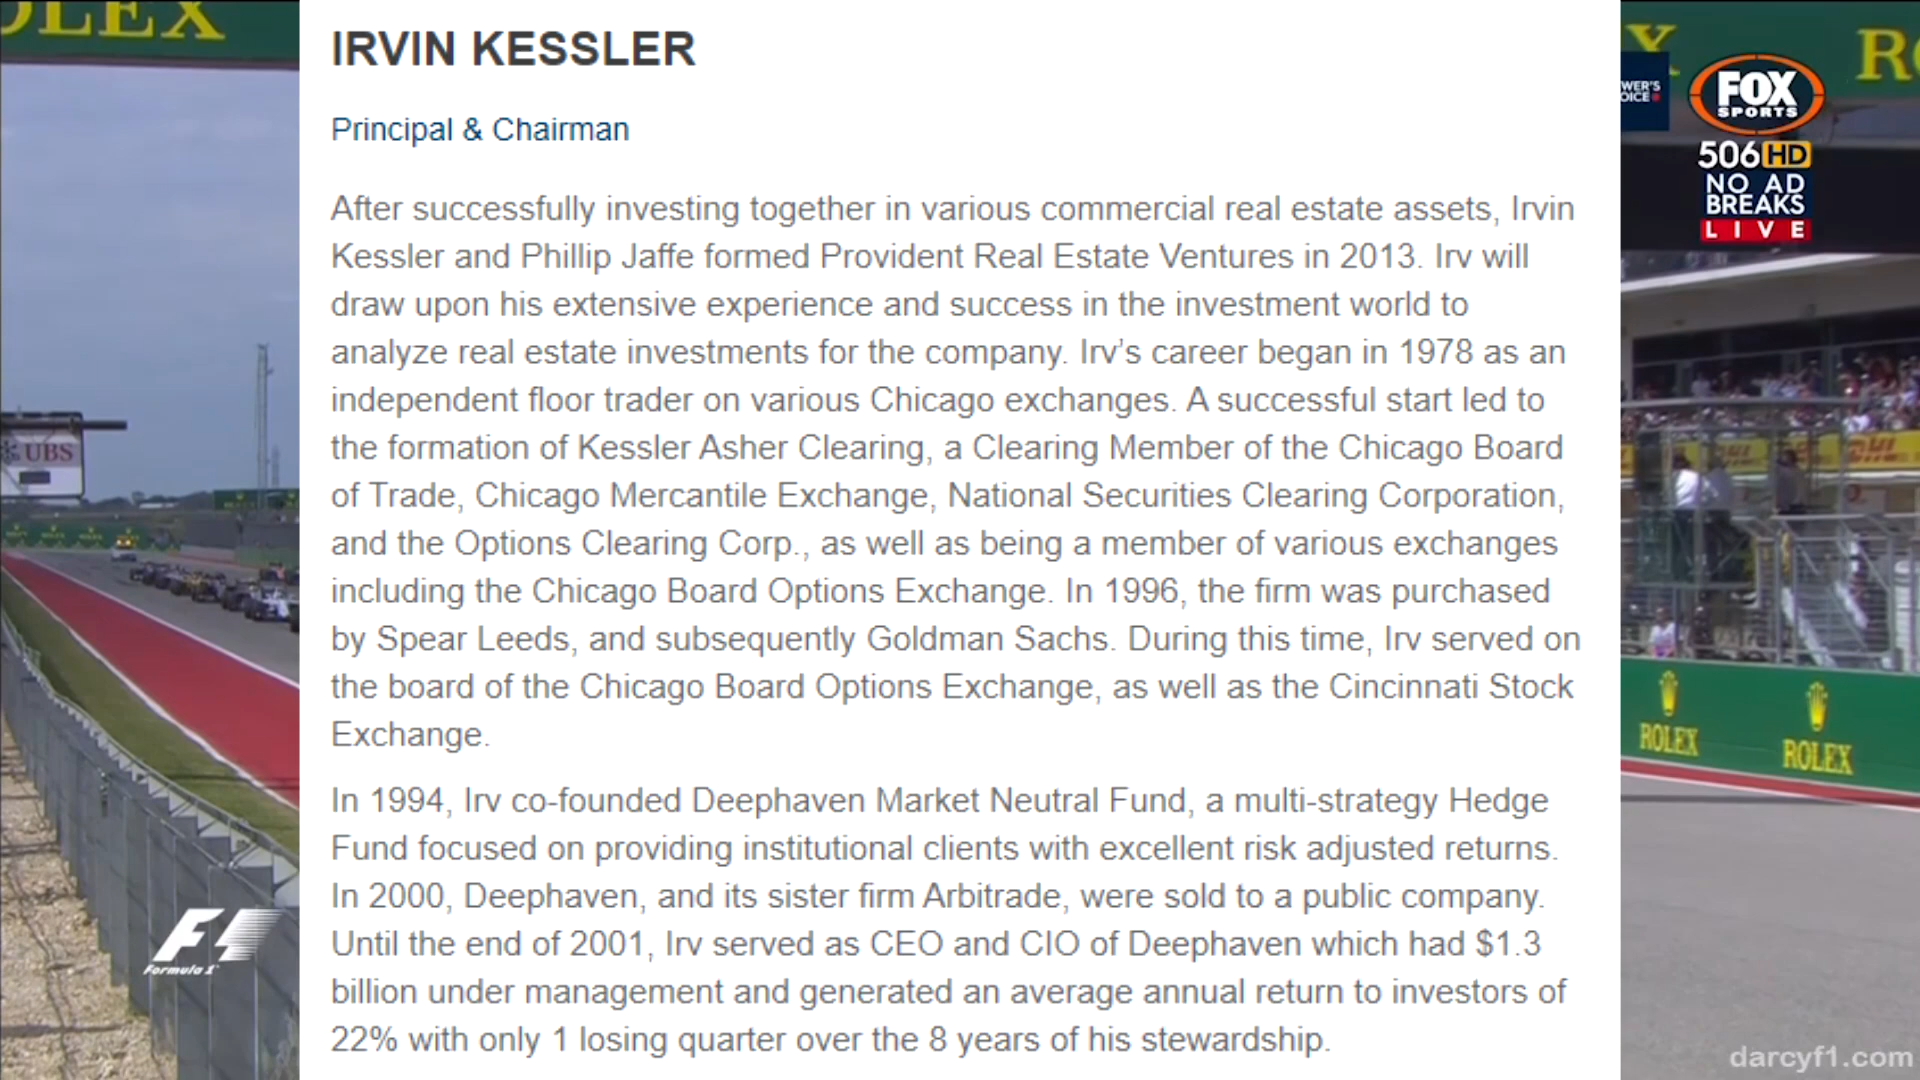 OLEX
IRVIN KESSLER
Principal & Chairman
After successfully investing together in various commercial real estate assets, Irvin
Kessler and Phillip Jaffe formed Provident Real Estate Ventures in 2013. Irv will
draw upon his extensive experience and success in the investment world to
analyze real estate investments for the company. Irv’s career began in 1978 as an
independent floor trader on various Chicago exchanges. A successful start led to
the formation of Kessler Asher Clearing, a Clearing Member of the Chicago Board
of Trade, Chicago Mercantile Exchange, National Securities Clearing Corporation,
and the Options Clearing Corp., as well as being a member of various exchanges
including the Chicago Board Options Exchange. In 1996, the firm was purchased
by Spear Leeds, and subsequently Goldman Sachs. During this time, Irv served on
the board of the Chicago Board Options Exchange, as well as the Cincinnati Stock
Exchange.
In 1994, Irv co-founded Deephaven Market Neutral Fund, a multi-strategy Hedge
Fund focused on providing institutional clients with excellent risk adjusted returns.
In 2000, Deephaven, and its sister firm Arbitrade, were sold to a public company.
Until the end of 2001, Irv served as CEO and CIO of Deephaven which had $1.3
billion under management and generated an average annual return to investors of
22% with only 1 losing quarter over the 8 years of his stewardship.
UBS
F1
Formula 1
X
R
WER'S
OICE
FOX
SPORTS
506 HD
NO AD
BREAKS
LIVE
DHL
ROLEX
ROLEX
darcyf1.com